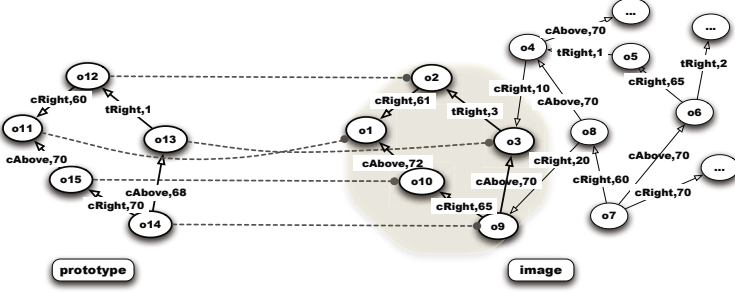 ...
cAbove,70
...
o4
tRight,1
o5
tRight,2
o12
o2
cRight,65
cRight,60
cRight,61
cRight,10
cAbove,70
tRight,1
tRight,3
o6
o11
o1
o8
o13
o3
cAbove,70
cAbove,72
cRight,20
cAbove,70
...
o15
o10
cAbove,70
cRight,60
cAbove,68
cRight,70
cRight,70
cRight,65
o7
o14
o9
prototype
image